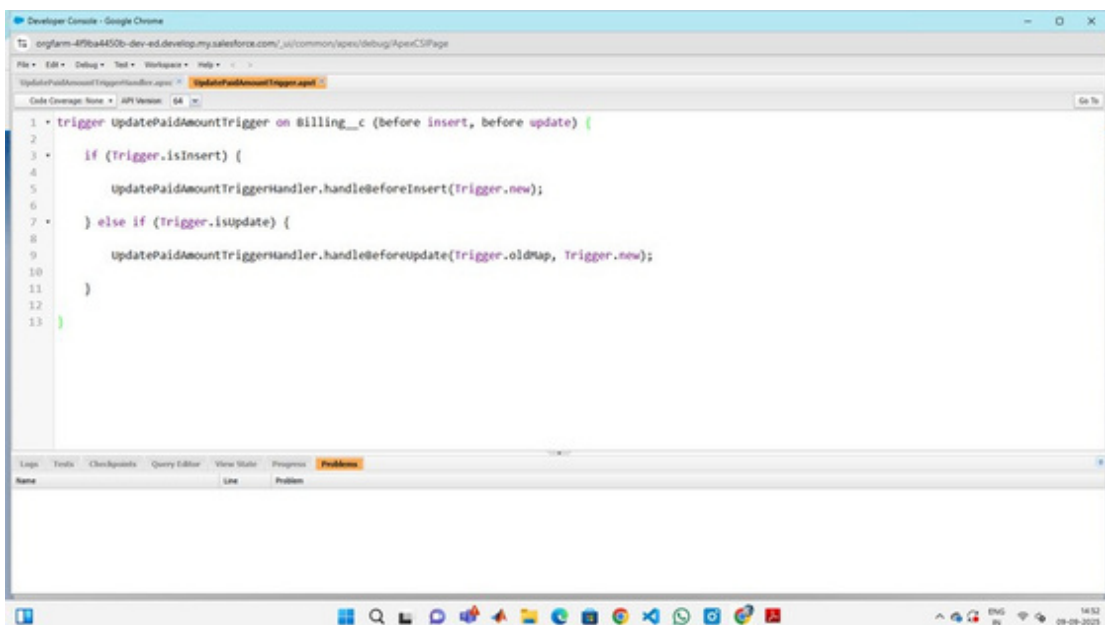 Developer Console - Google Chrome
orgfarm-4f9ba4450b-dev-ed.develop.my.salesforce.com/_ui/common/apex/debug/ApexCSIPage
File Edit Debug Test Workspace Help < >
UpdatePaidAmountTriggerHandler.apxc UpdatePaidAmountTrigger.apxt
Code Coverage: None API Version: 64 Go To
1 trigger UpdatePaidAmountTrigger on Billing__c (before insert, before update) {
2
3 if (Trigger.isInsert) {
4
5 UpdatePaidAmountTriggerHandler.handleBeforeInsert(Trigger.new);
6
7 } else if (Trigger.isUpdate) {
8
9 UpdatePaidAmountTriggerHandler.handleBeforeUpdate(Trigger.oldMap, Trigger.new);
10
11 }
12
13 }
Logs Tests Checkpoints Query Editor View State Progress Problems
Name Line Problem
ENG 14:52
IN 09-09-2025